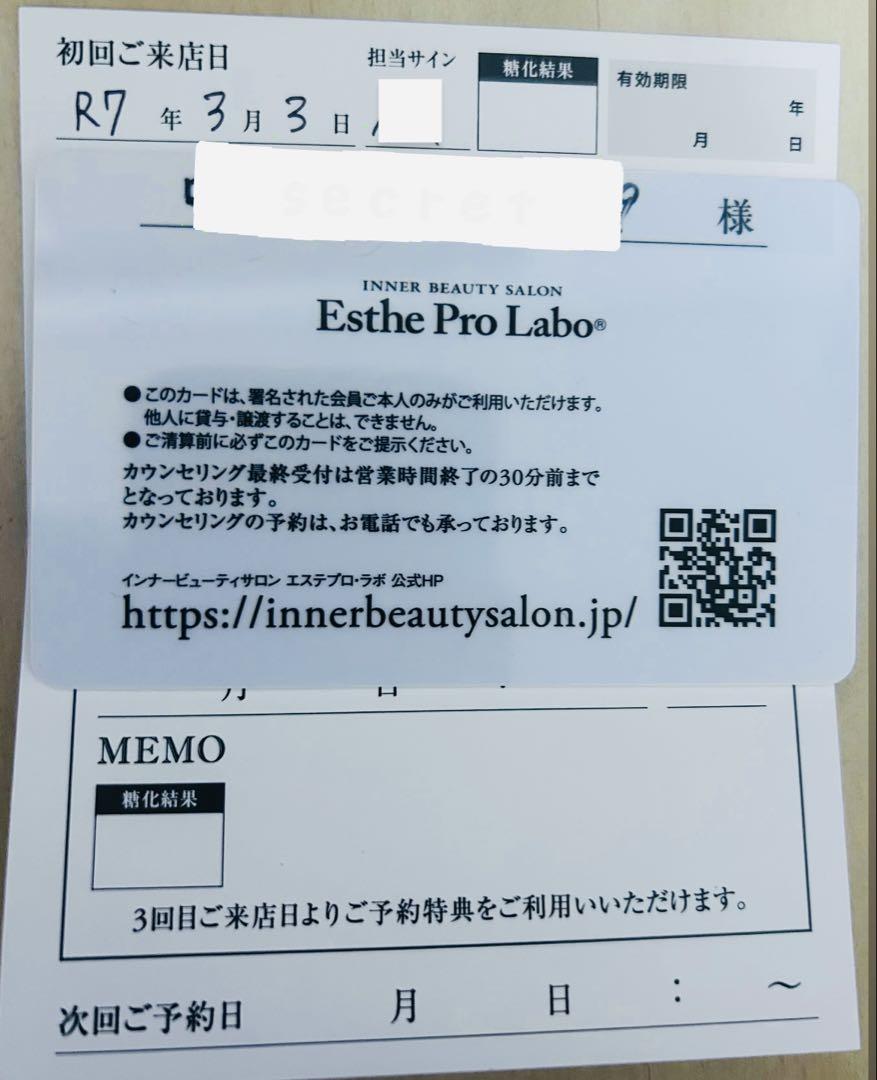 初回ご来店日 担当サイン 糖化結果 有効期限
R7 年 3 月 3 日 年
月 日
secret 様
INNER BEAUTY SALON
Esthe Pro Labo®
●このカードは、署名された会員ご本人のみがご利用いただけます。
他人に貸与・譲渡することは、できません。
●ご清算前に必ずこのカードをご提示ください。
カウンセリング最終受付は営業時間終了の30分前まで
となっております。
カウンセリングの予約は、お電話でも承っております。
インナービューティサロン エステプロ・ラボ 公式HP
https://innerbeautysalon.jp/
月 日 :
MEMO
糖化結果
3回目ご来店日よりご予約特典をご利用いいただけます。
次回ご予約日 月 日 : ～